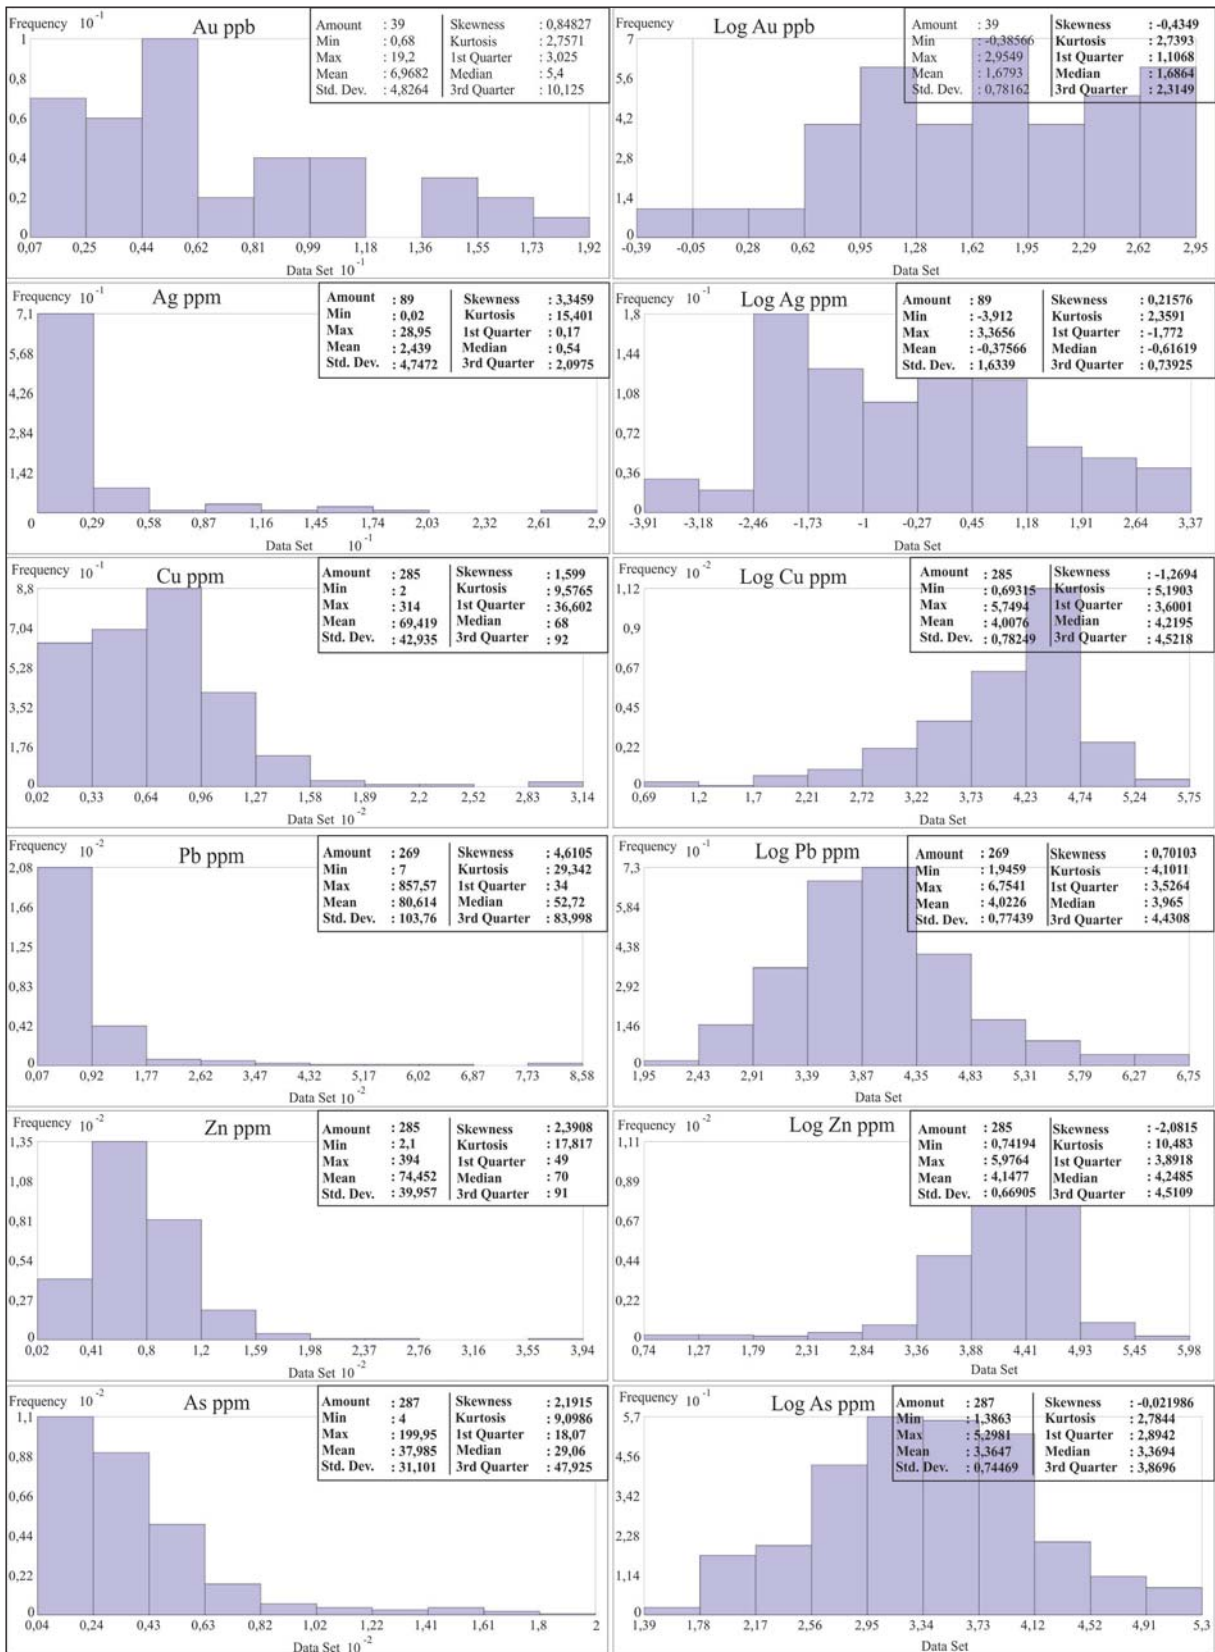 Frequency 10-1
Au ppb
Amount : 39 Skewness : 0,84827
Min : 0,68 Kurtosis : 2,7571
Max : 19,2 1st Quarter : 3,025
Mean : 6,9682 Median : 5,4
Std. Dev. : 4,8264 3rd Quarter : 10,125
1
0,8
0,6
0,4
0,2
0
0,07 0,25 0,44 0,62 0,81 0,99 1,18 1,36 1,55 1,73 1,92
Data Set 10-1
Frequency
Log Au ppb
Amount : 39 Skewness : -0,4349
Min : -0,38566 Kurtosis : 2,7393
Max : 2,9549 1st Quarter : 1,1068
Mean : 1,6793 Median : 1,6864
Std. Dev. : 0,78162 3rd Quarter : 2,3149
7
5,6
4,2
2,8
1,4
0
-0,39 -0,05 0,28 0,62 0,95 1,28 1,62 1,95 2,29 2,62 2,95
Data Set
Frequency 10-1
Ag ppm
Amount : 89 Skewness : 3,3459
Min : 0,02 Kurtosis : 15,401
Max : 28,95 1st Quarter : 0,17
Mean : 2,439 Median : 0,54
Std. Dev. : 4,7472 3rd Quarter : 2,0975
7,1
5,68
4,26
2,84
1,42
0 0,29 0,58 0,87 1,16 1,45 1,74 2,03 2,32 2,61 2,9
Data Set 10-1
Frequency 10-1
Log Ag ppm
Amount : 89 Skewness : 0,21576
Min : -3,912 Kurtosis : 2,3591
Max : 3,3656 1st Quarter : -1,772
Mean : -0,37566 Median : -0,61619
Std. Dev. : 1,6339 3rd Quarter : 0,73925
1,8
1,44
1,08
0,72
0,36
0
-3,91 -3,18 -2,46 -1,73 -1 -0,27 0,45 1,18 1,91 2,64 3,37
Data Set
Frequency 10-1
Cu ppm
Amount : 285 Skewness : 1,599
Min : 2 Kurtosis : 9,5765
Max : 314 1st Quarter : 36,602
Mean : 69,419 Median : 68
Std. Dev. : 42,935 3rd Quarter : 92
8,8
7,04
5,28
3,52
1,76
0
0,02 0,33 0,64 0,96 1,27 1,58 1,89 2,2 2,52 2,83 3,14
Data Set 10-2
Frequency 10-2
Log Cu ppm
Amount : 285 Skewness : -1,2694
Min : 0,69315 Kurtosis : 5,1903
Max : 5,7494 1st Quarter : 3,6001
Mean : 4,0076 Median : 4,2195
Std. Dev. : 0,78249 3rd Quarter : 4,5218
1,12
0,9
0,67
0,45
0,22
0
0,69 1,2 1,7 2,21 2,72 3,22 3,73 4,23 4,74 5,24 5,75
Data Set
Frequency 10-2
Pb ppm
Amount : 269 Skewness : 4,6105
Min : 7 Kurtosis : 29,342
Max : 857,57 1st Quarter : 34
Mean : 80,614 Median : 52,72
Std. Dev. : 103,76 3rd Quarter : 83,998
2,08
1,66
1,25
0,83
0,42
0
0,07 0,92 1,77 2,62 3,47 4,32 5,17 6,02 6,87 7,73 8,58
Data Set 10-2
Frequency 10-1
Log Pb ppm
Amount : 269 Skewness : 0,70103
Min : 1,9459 Kurtosis : 4,1011
Max : 6,7541 1st Quarter : 3,5264
Mean : 4,0226 Median : 3,965
Std. Dev. : 0,77439 3rd Quarter : 4,4308
7,3
5,84
4,38
2,92
1,46
0
1,95 2,43 2,91 3,39 3,87 4,35 4,83 5,31 5,79 6,27 6,75
Data Set
Frequency 10-2
Zn ppm
Amount : 285 Skewness : 2,3908
Min : 2,1 Kurtosis : 17,817
Max : 394 1st Quarter : 49
Mean : 74,452 Median : 70
Std. Dev. : 39,957 3rd Quarter : 91
1,35
1,08
0,81
0,54
0,27
0
0,02 0,41 0,8 1,2 1,59 1,98 2,37 2,76 3,16 3,55 3,94
Data Set 10-2
Frequency 10-2
Log Zn ppm
Amount : 285 Skewness : -2,0815
Min : 0,74194 Kurtosis : 10,483
Max : 5,9764 1st Quarter : 3,8918
Mean : 4,1477 Median : 4,2485
Std. Dev. : 0,66905 3rd Quarter : 4,5109
1,11
0,89
0,67
0,44
0,22
0
0,74 1,27 1,79 2,31 2,84 3,36 3,88 4,41 4,93 5,45 5,98
Data Set
Frequency 10-2
As ppm
Amount : 287 Skewness : 2,1915
Min : 4 Kurtosis : 9,0986
Max : 199,95 1st Quarter : 18,07
Mean : 37,985 Median : 29,06
Std. Dev. : 31,101 3rd Quarter : 47,925
1,1
0,88
0,66
0,44
0,22
0
0,04 0,24 0,43 0,63 0,82 1,02 1,22 1,41 1,61 1,8 2
Data Set 10-2
Frequency 10-1
Log As ppm
Amonut : 287 Skewness : -0,021986
Min : 1,3863 Kurtosis : 2,7844
Max : 5,2981 1st Quarter : 2,8942
Mean : 3,3647 Median : 3,3694
Std. Dev. : 0,74469 3rd Quarter : 3,8696
5,7
4,56
3,42
2,28
1,14
0
1,39 1,78 2,17 2,56 2,95 3,34 3,73 4,12 4,52 4,91 5,3
Data Set